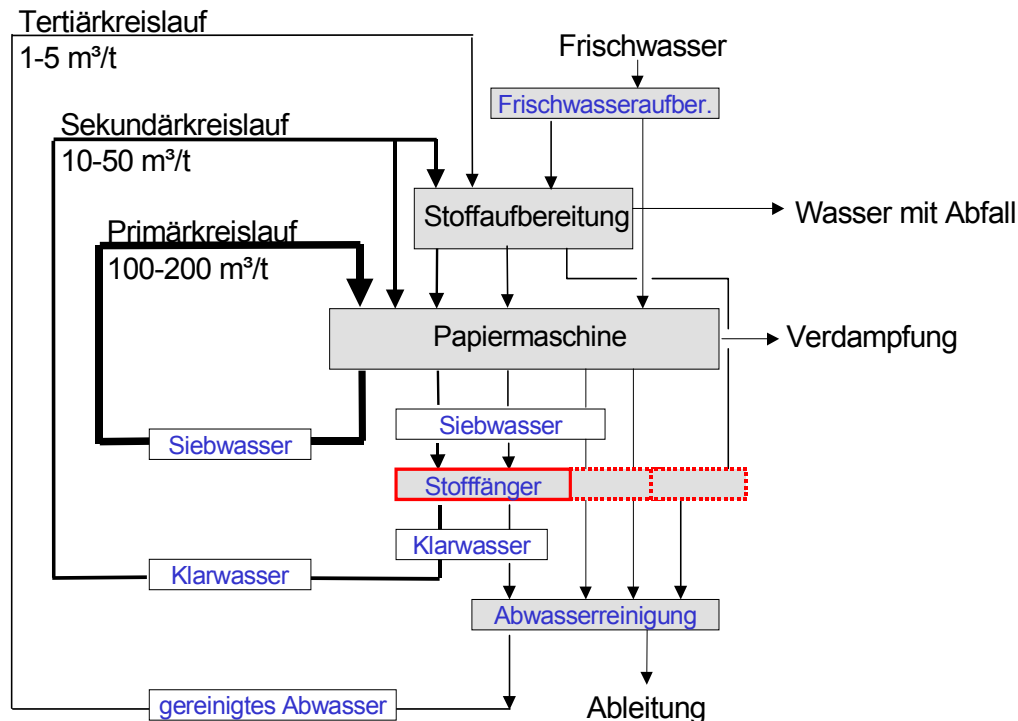 Tertiärkreislauf
1-5 m³/t
Frischwasser
Frischwasseraufber.
Sekundärkreislauf
10-50 m³/t
Stoffaufbereitung
Wasser mit Abfall
Primärkreislauf
100-200 m³/t
Papiermaschine
Verdampfung
Siebwasser
Siebwasser
Stofffänger
Klarwasser
Klarwasser
Abwasserreinigung
gereinigtes Abwasser
Ableitung